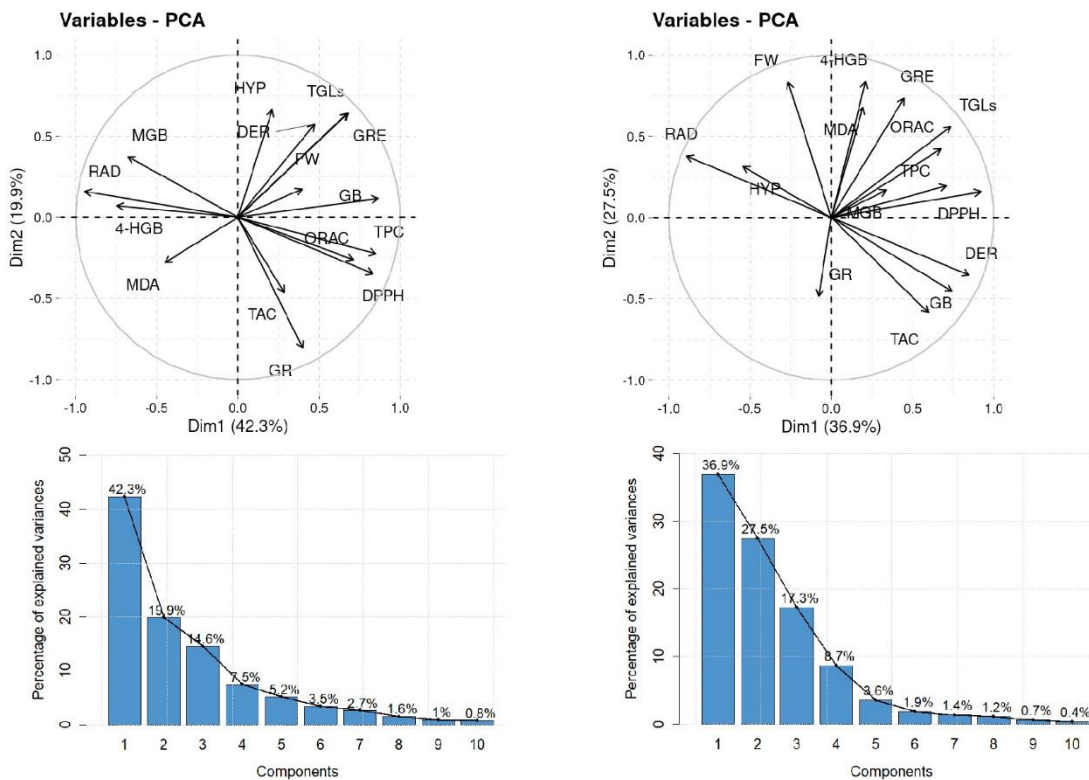 Variables - PCA
1.0
0.5
0.0
-0.5
-1.0
Dim2 (19.9%)
HYP
TGLs
MGB
DER
GRE
RAD
FW
GB
4-HGB
ORAC
TPC
MDA
DPPH
TAC
GR
-1.0 -0.5 0.0 0.5 1.0
Dim1 (42.3%)
Variables - PCA
1.0
0.5
0.0
-0.5
-1.0
Dim2 (27.5%)
FW
4-HGB
GRE
TGLs
RAD
MDA
ORAC
HYP
TPC
MGB
DPPH
DER
GR
GB
TAC
-1.0 -0.5 0.0 0.5 1.0
Dim1 (36.9%)
50
40
30
20
10
0
Percentage of explained variances
42.3%
19.9%
14.6%
7.5%
5.2%
3.5%
2.7%
1.6%
1%
0.8%
1 2 3 4 5 6 7 8 9 10
Components
40
30
20
10
0
Percentage of explained variances
36.9%
27.5%
17.3%
8.7%
3.6%
1.9%
1.4%
1.2%
0.7%
0.4%
1 2 3 4 5 6 7 8 9 10
Components